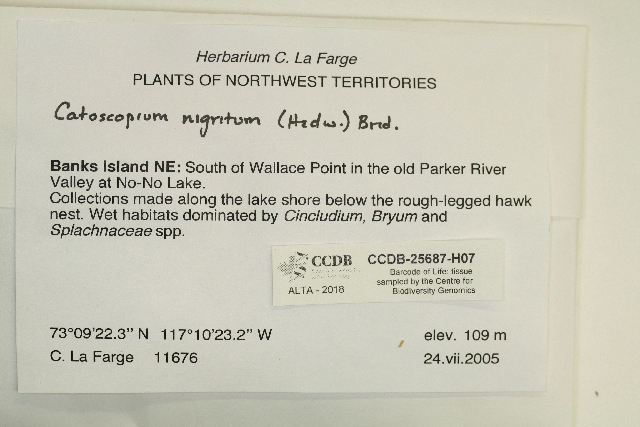 Herbarium C. La Farge
PLANTS OF NORTHWEST TERRITORIES
Catoscopium nigritum (Hedw.) Brid.
Banks Island NE: South of Wallace Point in the old Parker River
Valley at No-No Lake.
Collections made along the lake shore below the rough-legged hawk
nest. Wet habitats dominated by Cincludium, Bryum and
Splachnaceae spp.
CCDB
CCDB-25687-H07
Barcode of Life: tissue
sampled by the Centre for
Biodiversity Genomics
ALTA - 2018
73°09'22.3" N 117°10'23.2" W
elev. 109 m
C. La Farge 11676
24.vii.2005